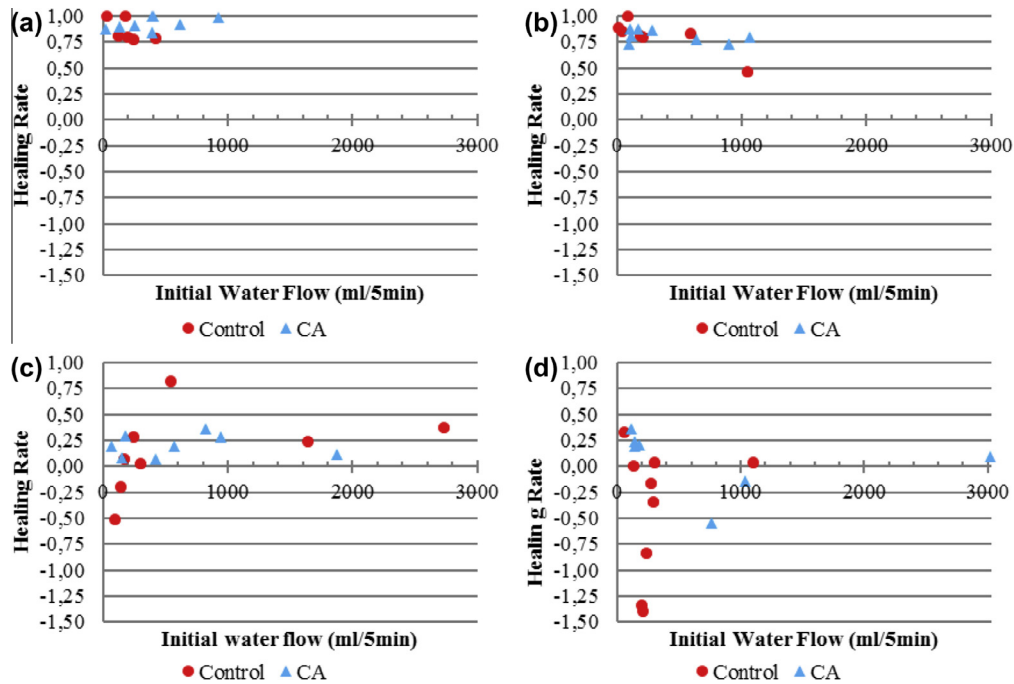 (a)
1,00
0,75
0,50
0,25
0,00
-0,25
-0,50
-0,75
-1,00
-1,25
-1,50
Healing Rate
0 1000 2000 3000
Initial Water Flow (ml/5min)
Control CA
(b)
1,00
0,75
0,50
0,25
0,00
-0,25
-0,50
-0,75
-1,00
-1,25
-1,50
Healing Rate
0 1000 2000 3000
Initial Water Flow (ml/5min)
Control CA
(c)
1,00
0,75
0,50
0,25
0,00
-0,25
-0,50
-0,75
-1,00
-1,25
-1,50
Healing Rate
0 1000 2000 3000
Initial water flow (ml/5min)
Control CA
(d)
1,00
0,75
0,50
0,25
0,00
-0,25
-0,50
-0,75
-1,00
-1,25
-1,50
Healin g Rate
0 1000 2000 3000
Initial Water Flow (ml/5min)
Control CA